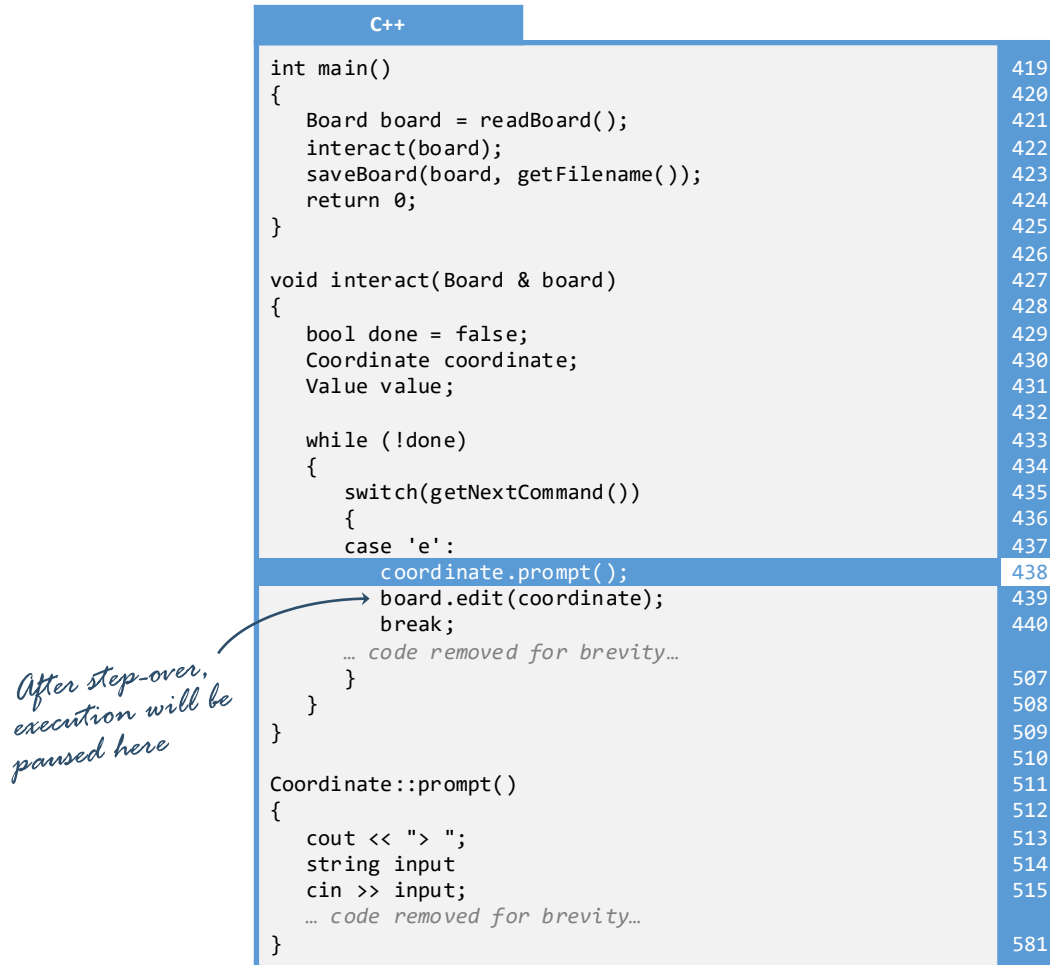 C++
int main() 419
{ 420
   Board board = readBoard(); 421
   interact(board); 422
   saveBoard(board, getFilename()); 423
   return 0; 424
} 425
426
void interact(Board & board) 427
{ 428
   bool done = false; 429
   Coordinate coordinate; 430
   Value value; 431
432
   while (!done) 433
   { 434
      switch(getNextCommand()) 435
      { 436
      case 'e': 437
         coordinate.prompt(); 438
         board.edit(coordinate); 439
         break; 440
      … code removed for brevity…
      } 507
   } 508
} 509
510
Coordinate::prompt() 511
{ 512
   cout << "> "; 513
   string input 514
   cin >> input; 515
   … code removed for brevity…
} 581
After step-over,
execution will be
paused here